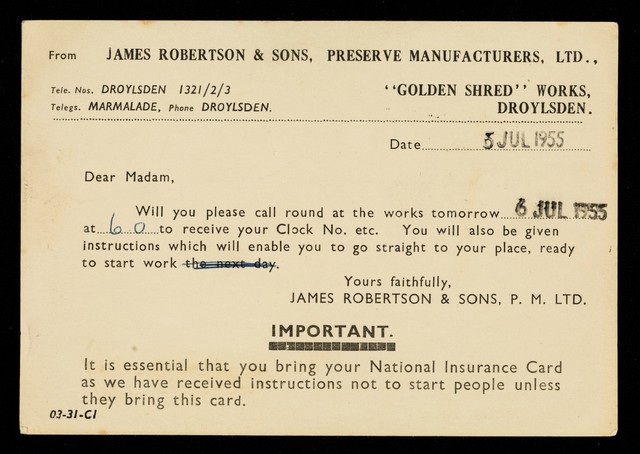 From JAMES ROBERTSON & SONS, PRESERVE MANUFACTURERS, LTD.,
Tele. Nos. DROYLSDEN 1321/2/3 "GOLDEN SHRED" WORKS,
Telegs. MARMALADE, Phone DROYLSDEN. DROYLSDEN.
Date 5 JUL 1955
Dear Madam,
Will you please call round at the works tomorrow 6 JUL 1955
at 6 0 to receive your Clock No. etc. You will also be given
instructions which will enable you to go straight to your place, ready
to start work the next day.
Yours faithfully,
JAMES ROBERTSON & SONS, P. M. LTD.
IMPORTANT.
It is essential that you bring your National Insurance Card
as we have received instructions not to start people unless
they bring this card.
03-31-C1